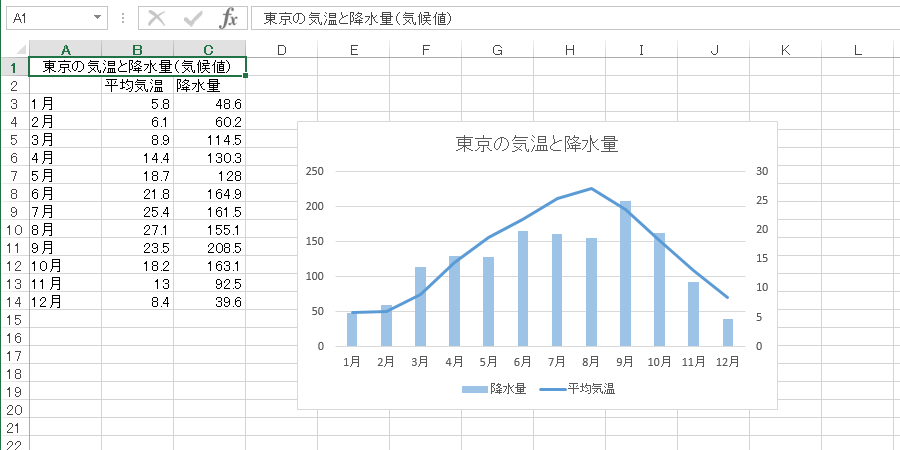 A1 fx 東京の気温と降水量(気候値)
A B C D E F G H I J K L
1 東京の気温と降水量(気候値)
2 平均気温 降水量
3 1月 5.8 48.6
4 2月 6.1 60.2
5 3月 8.9 114.5
6 4月 14.4 130.3
7 5月 18.7 128
8 6月 21.8 164.9
9 7月 25.4 161.5
10 8月 27.1 155.1
11 9月 23.5 208.5
12 10月 18.2 163.1
13 11月 13 92.5
14 12月 8.4 39.6
15
16
17
18
19
20
21
22
東京の気温と降水量
250 30
200 25
150 20
100 15
50 10
0 5
0
1月 2月 3月 4月 5月 6月 7月 8月 9月 10月 11月 12月
降水量 平均気温